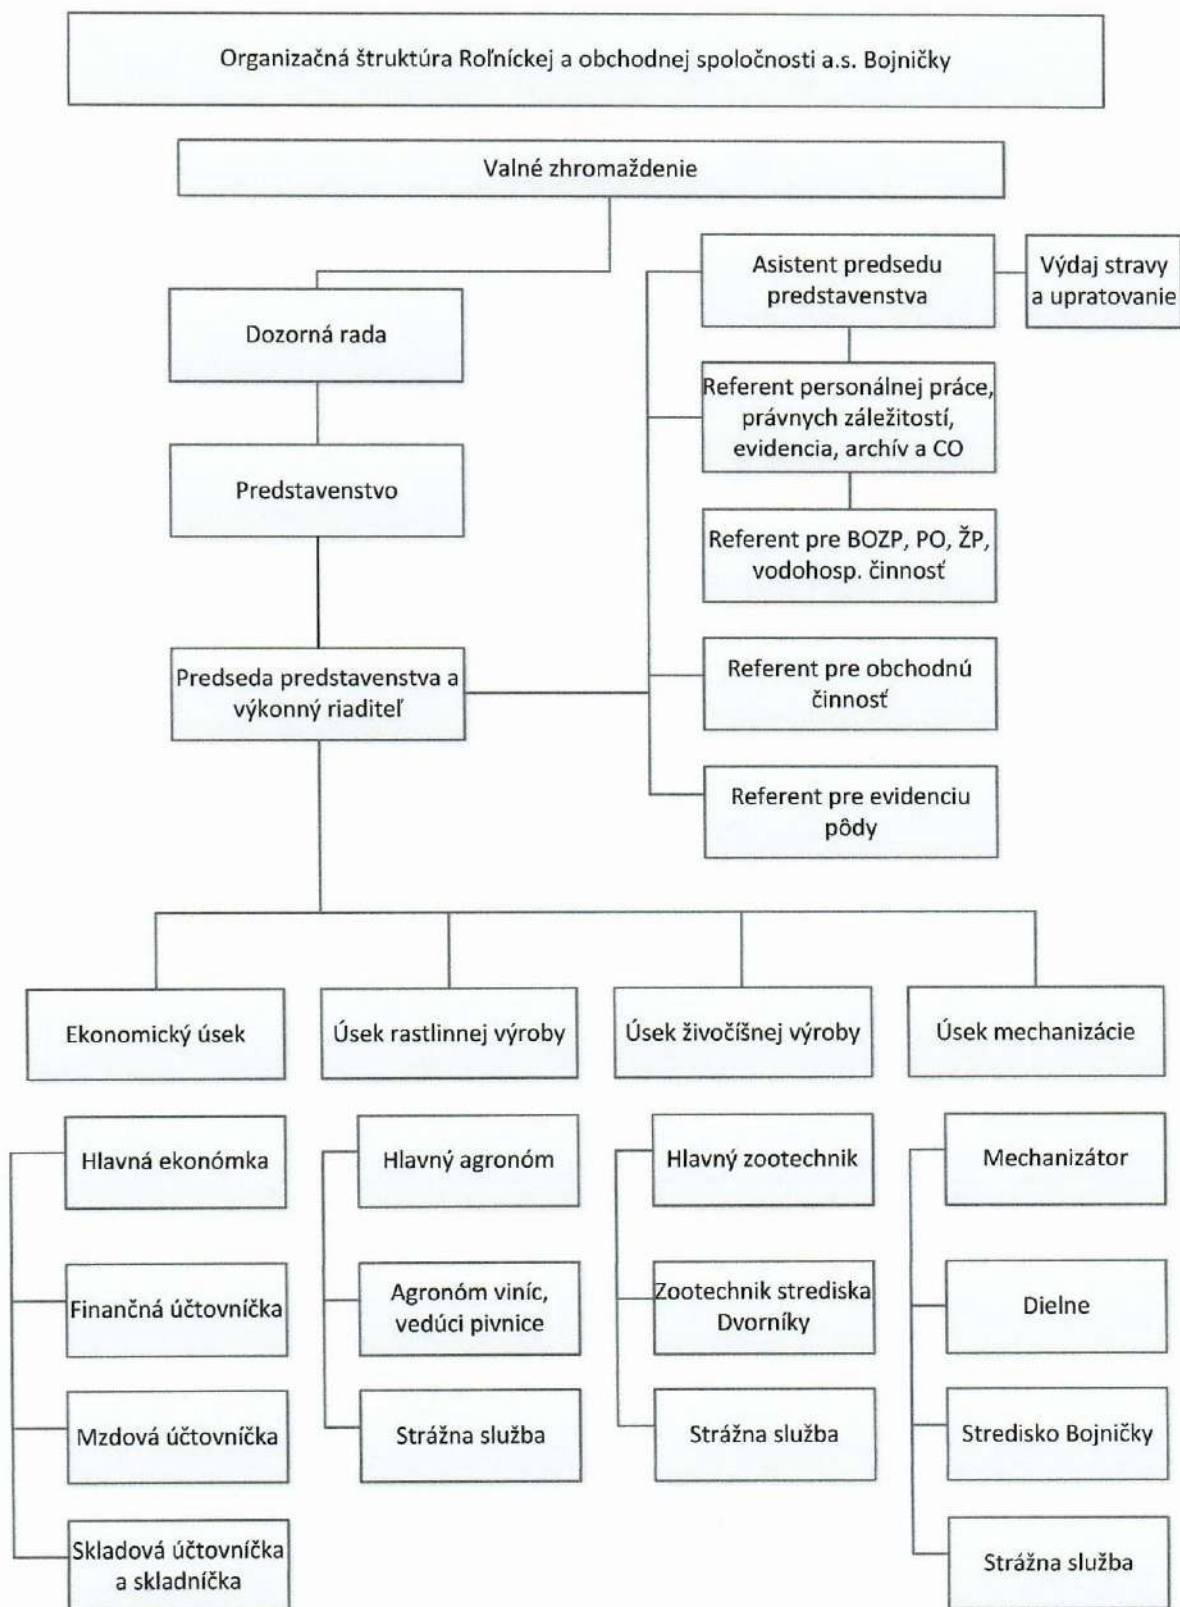 Organizačná štruktúra Roľníckej a obchodnej spoločnosti a.s. Bojničky
Valné zhromaždenie
Asistent predsedu
predstavenstva
Výdaj stravy
a upratovanie
Dozorná rada
Referent personálnej práce,
právnych záležitostí,
evidencia, archív a CO
Predstavenstvo
Referent pre BOZP, PO, ŽP,
vodohosp. činnosť
Predseda predstavenstva a
výkonný riaditeľ
Referent pre obchodnú
činnosť
Referent pre evidenciu
pôdy
Ekonomický úsek
Úsek rastlinnej výroby
Úsek živočíšnej výroby
Úsek mechanizácie
Hlavná ekonómka
Hlavný agronóm
Hlavný zootechnik
Mechanizátor
Finančná účtovníčka
Agronóm viníc,
vedúci pivnice
Zootechnik strediska
Dvorníky
Dielne
Mzdová účtovníčka
Strážna služba
Strážna služba
Stredisko Bojničky
Skladová účtovníčka
a skladníčka
Strážna služba